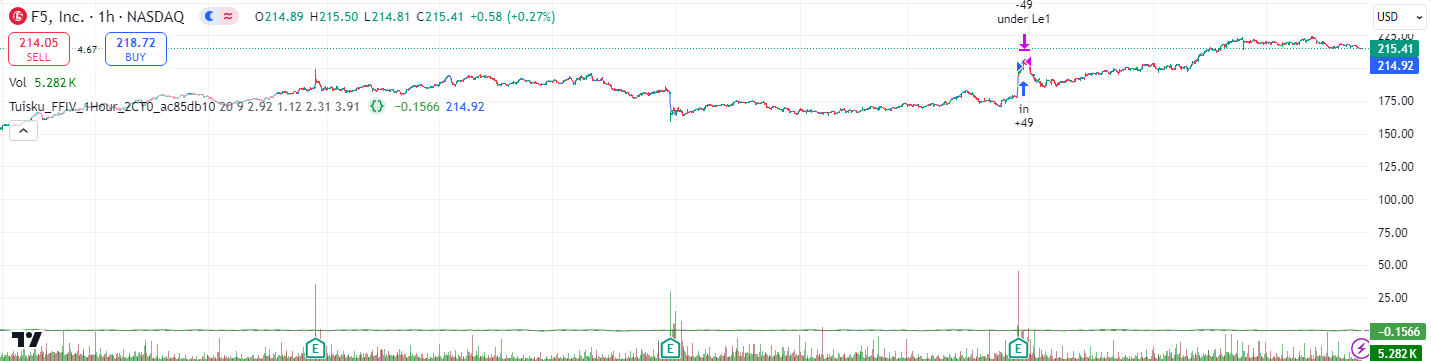 F5, Inc. · 1h · NASDAQ
O214.89 H215.50 L214.81 C215.41 +0.58 (+0.27%)
-49
under Le1
USD
214.05
SELL
4.67
218.72
BUY
225.00
215.41
214.92
Vol 5.282 K
Tuisku_FFIV_1Hour_2CT0_ac85db10 20 9 2.92 1.12 2.31 3.91 {} −0.1566 214.92
in
+49
175.00
150.00
125.00
100.00
75.00
50.00
25.00
−0.1566
5.282 K
E
E
E